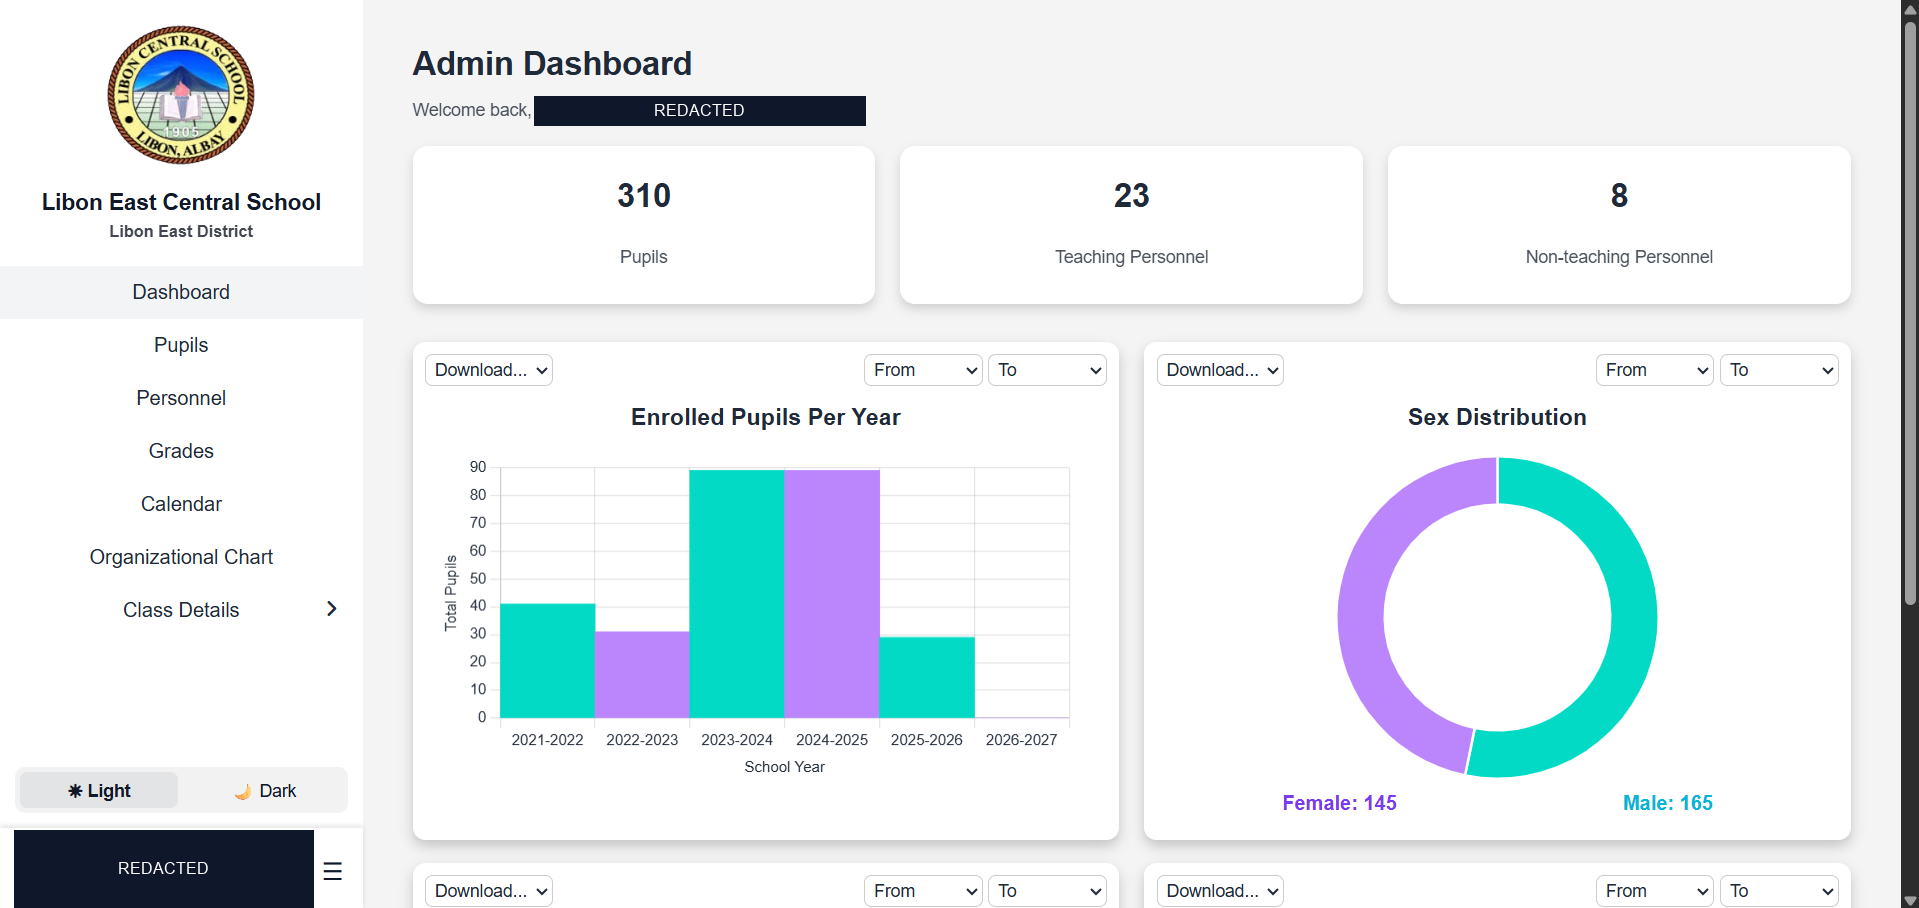 LIBON CENTRAL SCHOOL
1905
LIBON, ALBAY
Libon East Central School
Libon East District
Dashboard
Pupils
Personnel
Grades
Calendar
Organizational Chart
Class Details
Light
Dark
REDACTED
Admin Dashboard
Welcome back, REDACTED
310
Pupils
23
Teaching Personnel
8
Non-teaching Personnel
Download...
From
To
Enrolled Pupils Per Year
90
80
70
60
50
40
30
20
10
0
Total Pupils
2021-2022
2022-2023
2023-2024
2024-2025
2025-2026
2026-2027
School Year
Download...
From
To
Sex Distribution
Female: 145
Male: 165
Download...
From
To
Download...
From
To